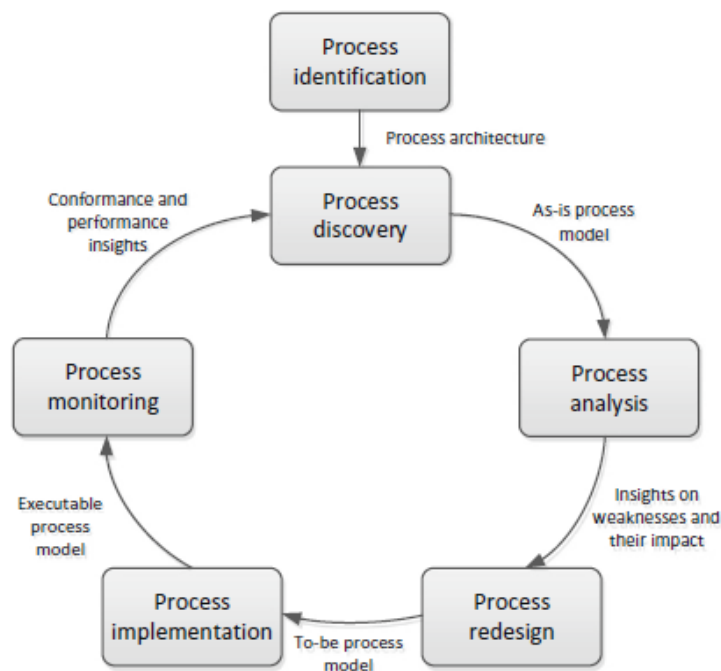 Process
identification
Process architecture
Process
discovery
As-is process
model
Process
analysis
Insights on
weaknesses and
their impact
Process
redesign
To-be process
model
Process
implementation
Executable
process
model
Process
monitoring
Conformance and
performance
insights